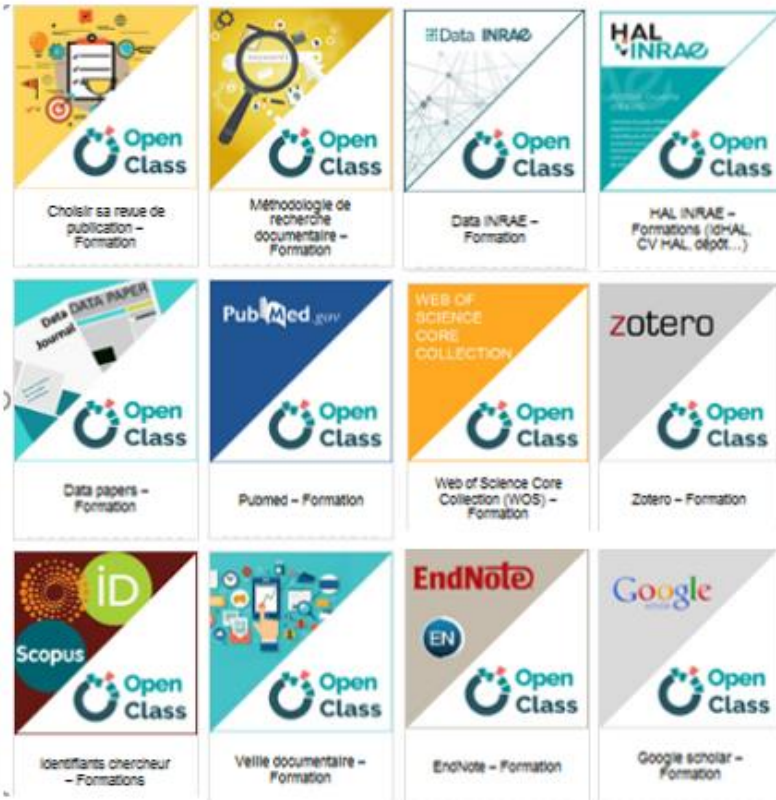 Open
Class
Choisir sa revue de
publication –
Formation
Open
Class
Méthodologie de
recherche
documentaire –
Formation
Data INRAE
Open
Class
Data INRAE –
Formation
HAL
INRAE
Open
Class
HAL INRAE –
Formations (IdHAL,
CV HAL, dépôt...)
Data
Journal
DATA PAPER
Open
Class
Data papers –
Formation
PubMed.gov
Open
Class
Pubmed – Formation
WEB OF
SCIENCE
CORE
COLLECTION
Open
Class
Web of Science Core
Collection (WOS) –
Formation
zotero
Open
Class
Zotero – Formation
iD
Scopus
Open
Class
Identifiants chercheur
– Formations
Open
Class
Veille documentaire –
Formation
EndNote
EN
Open
Class
EndNote – Formation
Google
Open
Class
Google scholar –
Formation